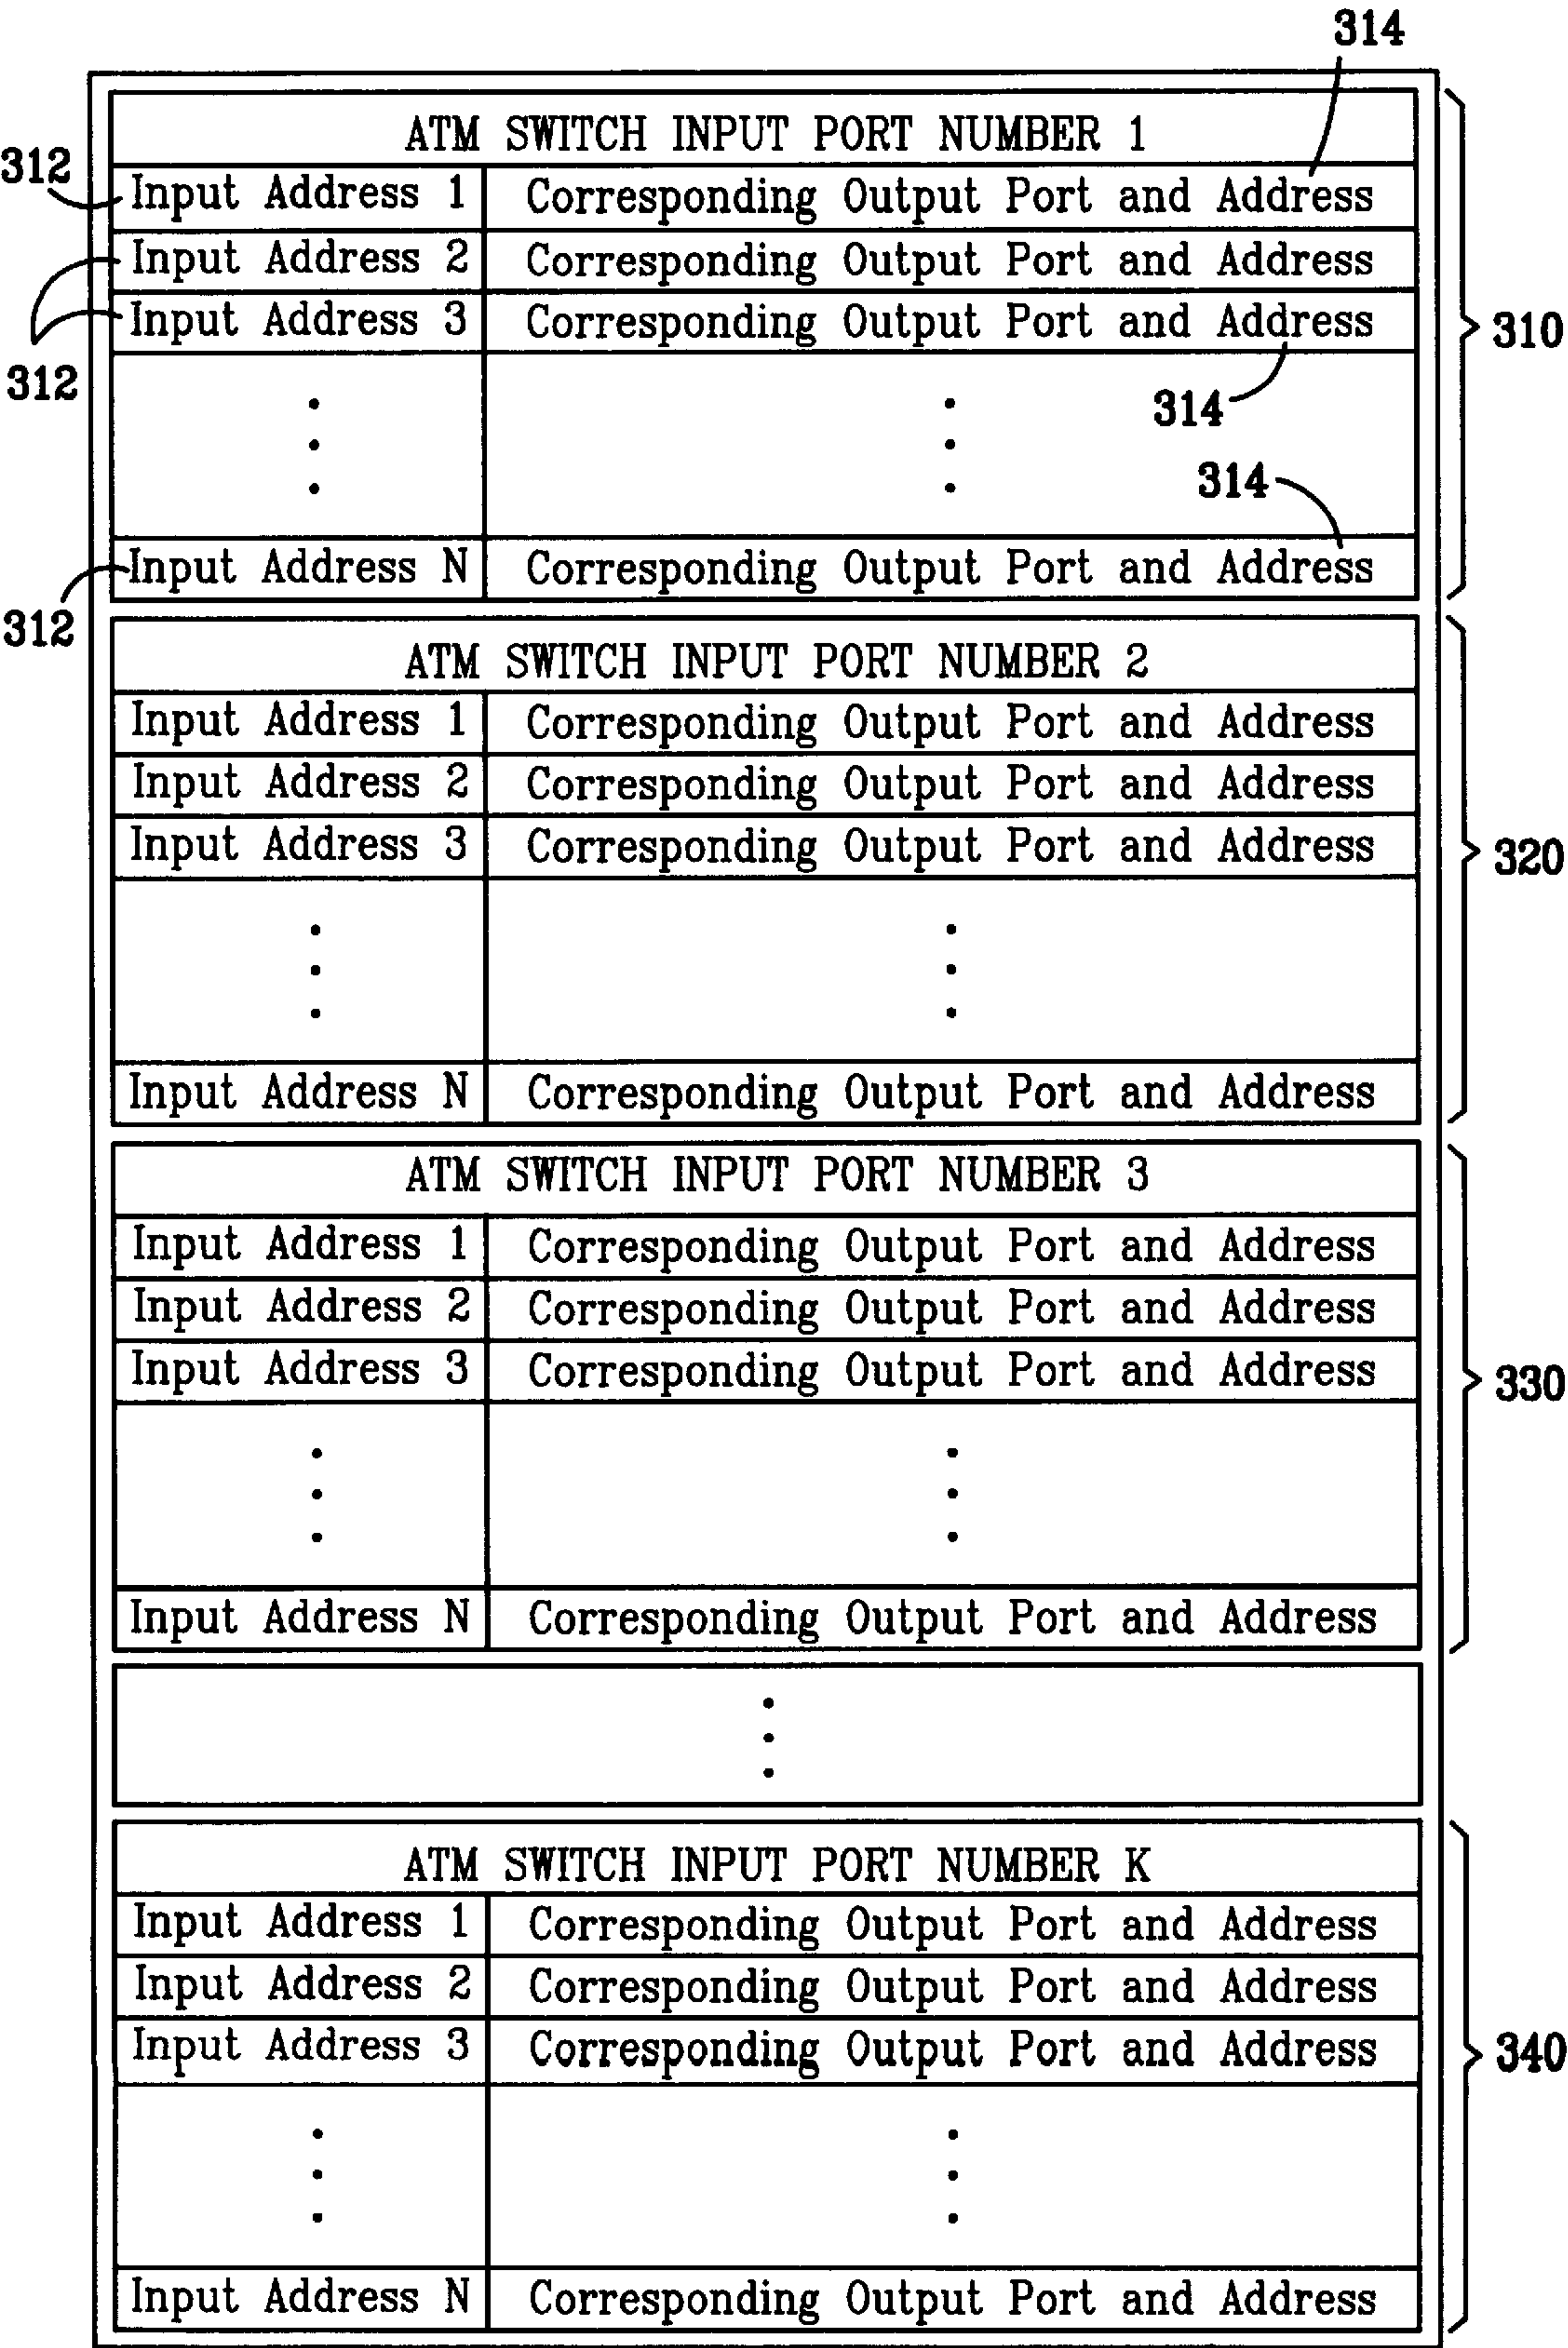 314
ATM SWITCH INPUT PORT NUMBER 1
312
Input Address 1 Corresponding Output Port and Address
Input Address 2 Corresponding Output Port and Address
Input Address 3 Corresponding Output Port and Address
310
312
314
314
Input Address N Corresponding Output Port and Address
312
ATM SWITCH INPUT PORT NUMBER 2
Input Address 1 Corresponding Output Port and Address
Input Address 2 Corresponding Output Port and Address
Input Address 3 Corresponding Output Port and Address
320
Input Address N Corresponding Output Port and Address
ATM SWITCH INPUT PORT NUMBER 3
Input Address 1 Corresponding Output Port and Address
Input Address 2 Corresponding Output Port and Address
Input Address 3 Corresponding Output Port and Address
330
Input Address N Corresponding Output Port and Address
ATM SWITCH INPUT PORT NUMBER K
Input Address 1 Corresponding Output Port and Address
Input Address 2 Corresponding Output Port and Address
Input Address 3 Corresponding Output Port and Address
340
Input Address N Corresponding Output Port and Address